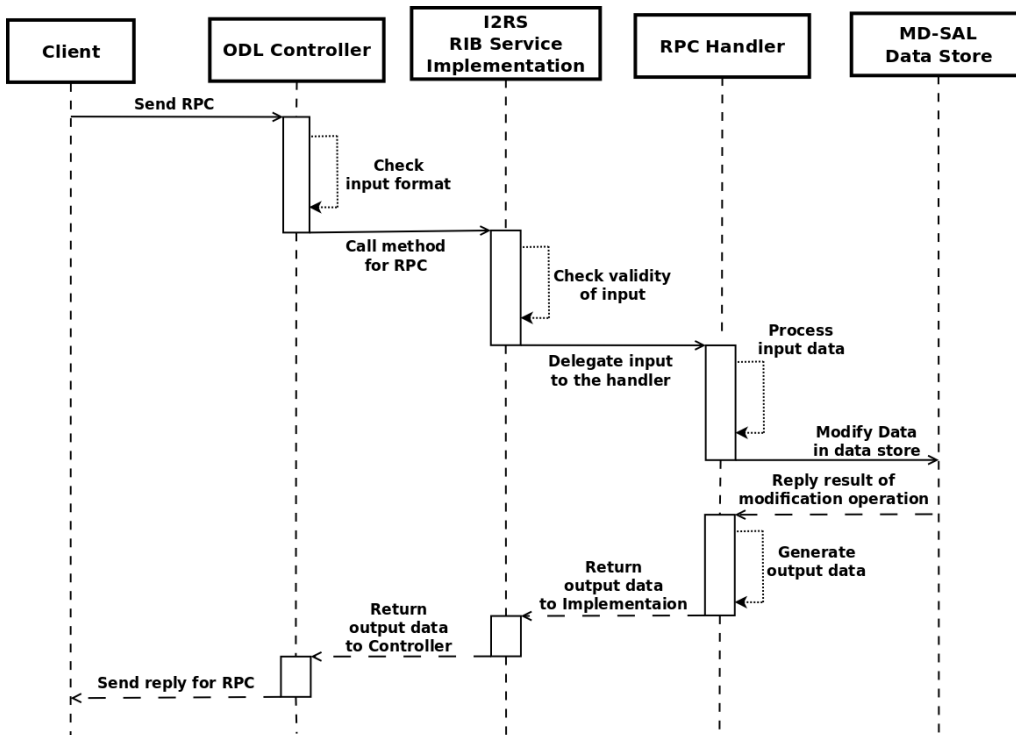 Client
ODL Controller
I2RS
RIB Service
Implementation
RPC Handler
MD-SAL
Data Store
Send RPC
Check
input format
Call method
for RPC
Check validity
of input
Delegate input
to the handler
Process
input data
Modify Data
in data store
Reply result of
modification operation
Generate
output data
Return
output data
to Implementaion
Return
output data
to Controller
Send reply for RPC